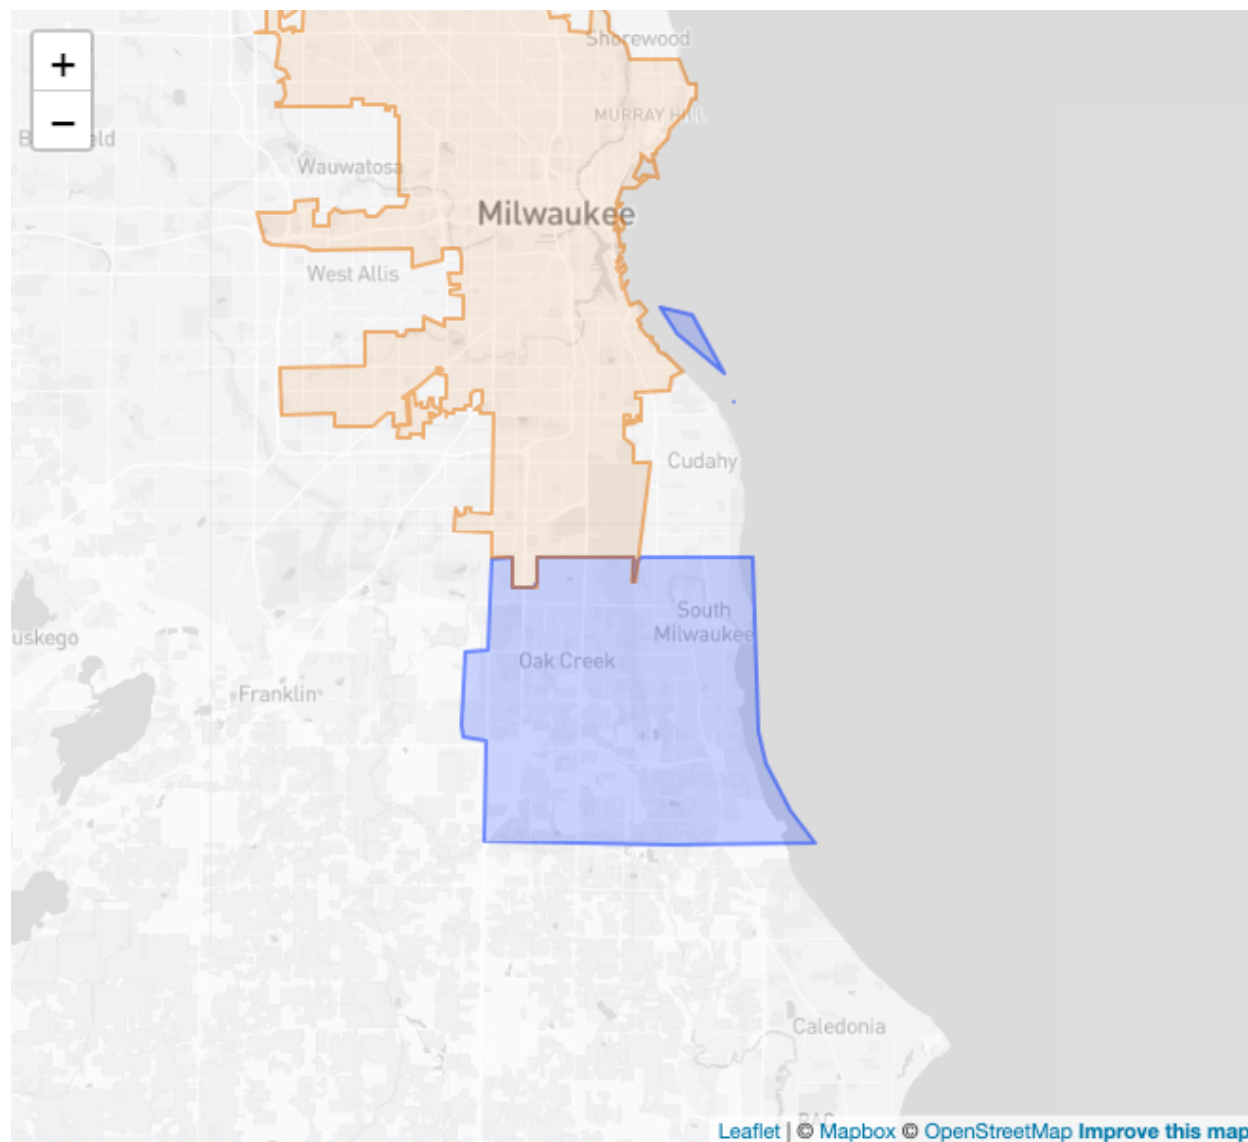 +
−
Shorewood
MURRAY HILL
Wauwatosa
Milwaukee
West Allis
Cudahy
South
Milwaukee
uskego
Oak Creek
Franklin
Caledonia
Leaflet | © Mapbox © OpenStreetMap Improve this map